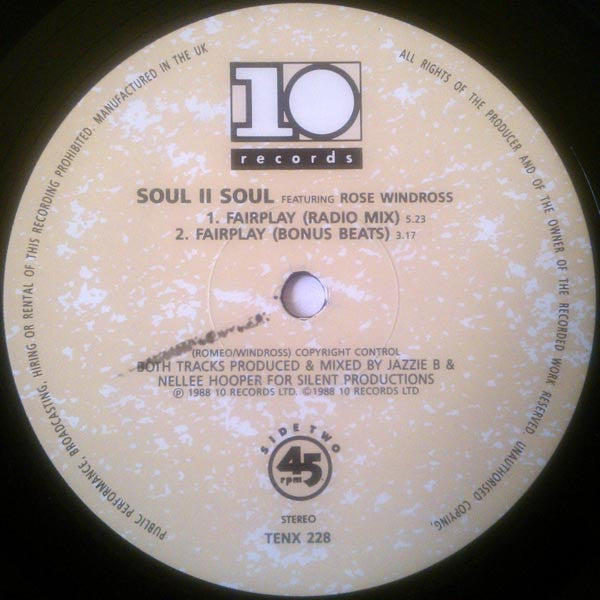 10
records
SOUL II SOUL FEATURING ROSE WINDROSS
1. FAIRPLAY (RADIO MIX) 5.23
2. FAIRPLAY (BONUS BEATS) 3.17
(ROMEO/WINDROSS) COPYRIGHT CONTROL
BOTH TRACKS PRODUCED & MIXED BY JAZZIE B &
NELLEE HOOPER FOR SILENT PRODUCTIONS
℗ 1988 10 RECORDS LTD. ©1988 10 RECORDS LTD
SIDE TWO
45
rpm
STEREO
TENX 228
ALL RIGHTS OF THE PRODUCER AND OF THE OWNER OF THE RECORDED WORK RESERVED. UNAUTHORISED COPYING, PUBLIC PERFORMANCE, BROADCASTING, HIRING OR RENTAL OF THIS RECORDING PROHIBITED. MANUFACTURED IN THE UK